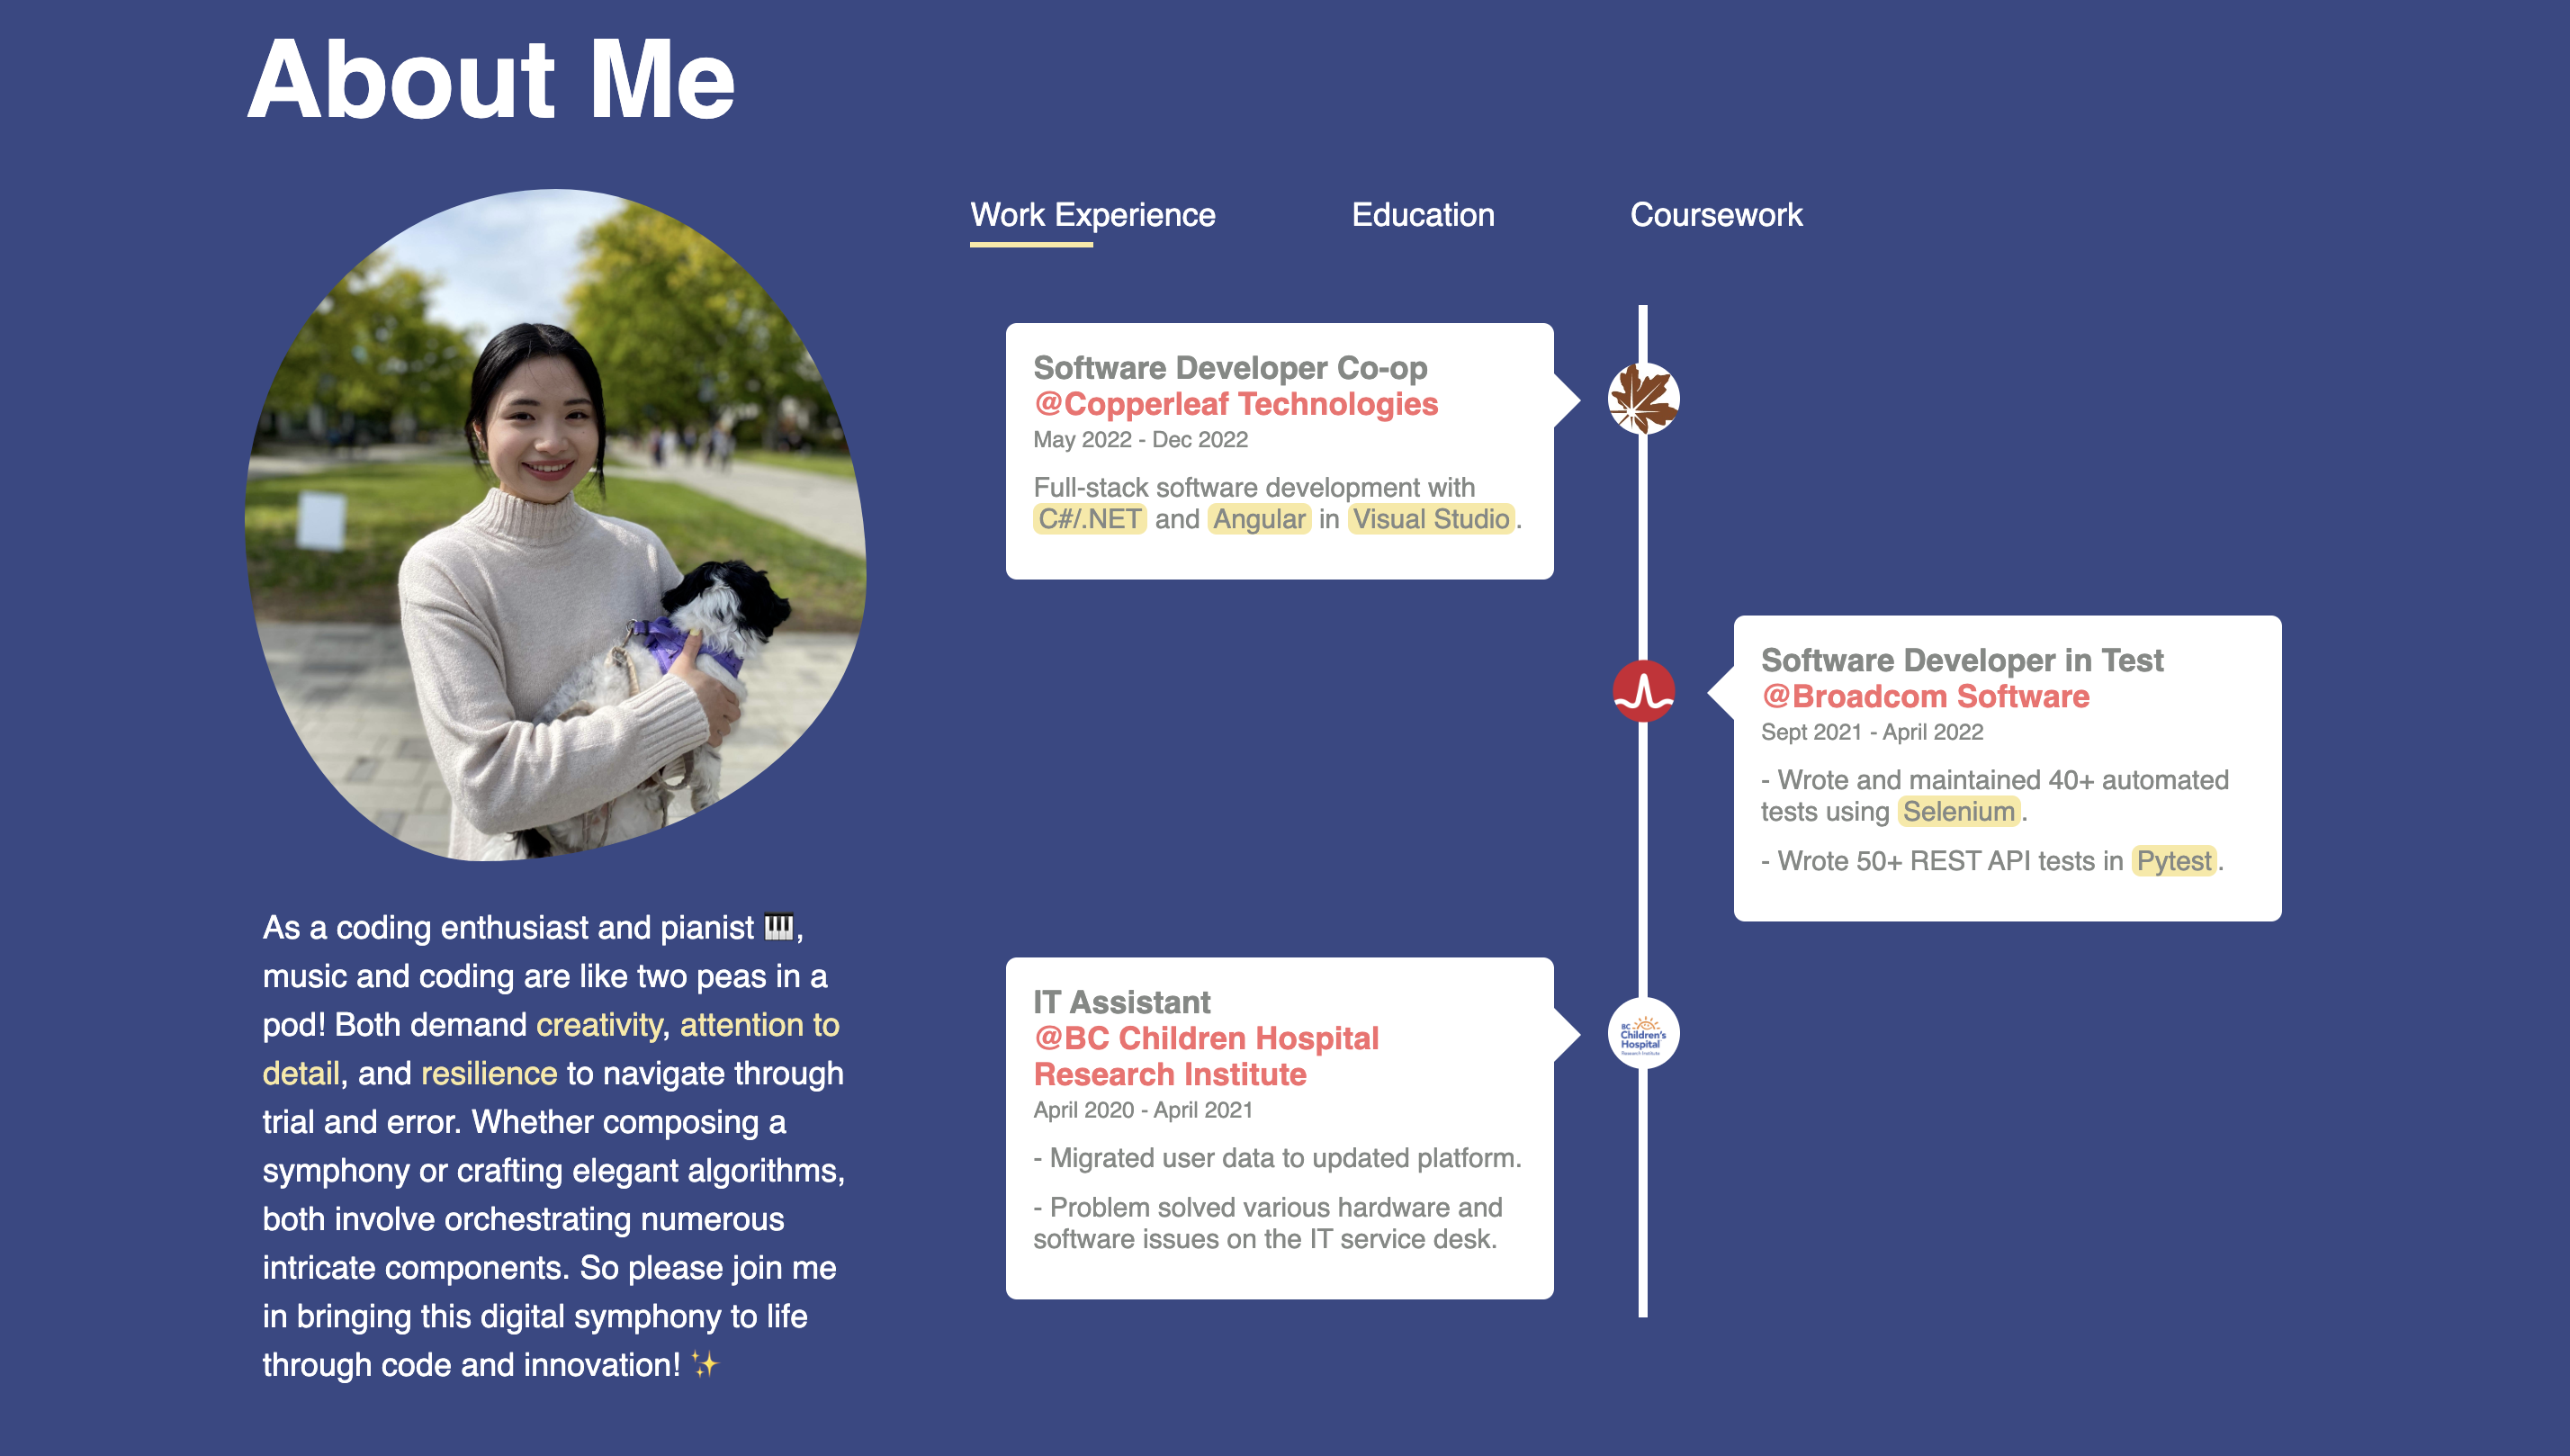 About Me
Work Experience
Education
Coursework
Software Developer Co-op
@Copperleaf Technologies
May 2022 - Dec 2022
Full-stack software development with
C#/.NET and Angular in Visual Studio.
Software Developer in Test
@Broadcom Software
Sept 2021 - April 2022
- Wrote and maintained 40+ automated
tests using Selenium.
- Wrote 50+ REST API tests in Pytest.
IT Assistant
@BC Children Hospital
Research Institute
April 2020 - April 2021
- Migrated user data to updated platform.
- Problem solved various hardware and
software issues on the IT service desk.
BC
Children's
Hospital
Research Institute
As a coding enthusiast and pianist 🎹,
music and coding are like two peas in a
pod! Both demand creativity, attention to
detail, and resilience to navigate through
trial and error. Whether composing a
symphony or crafting elegant algorithms,
both involve orchestrating numerous
intricate components. So please join me
in bringing this digital symphony to life
through code and innovation! ✨